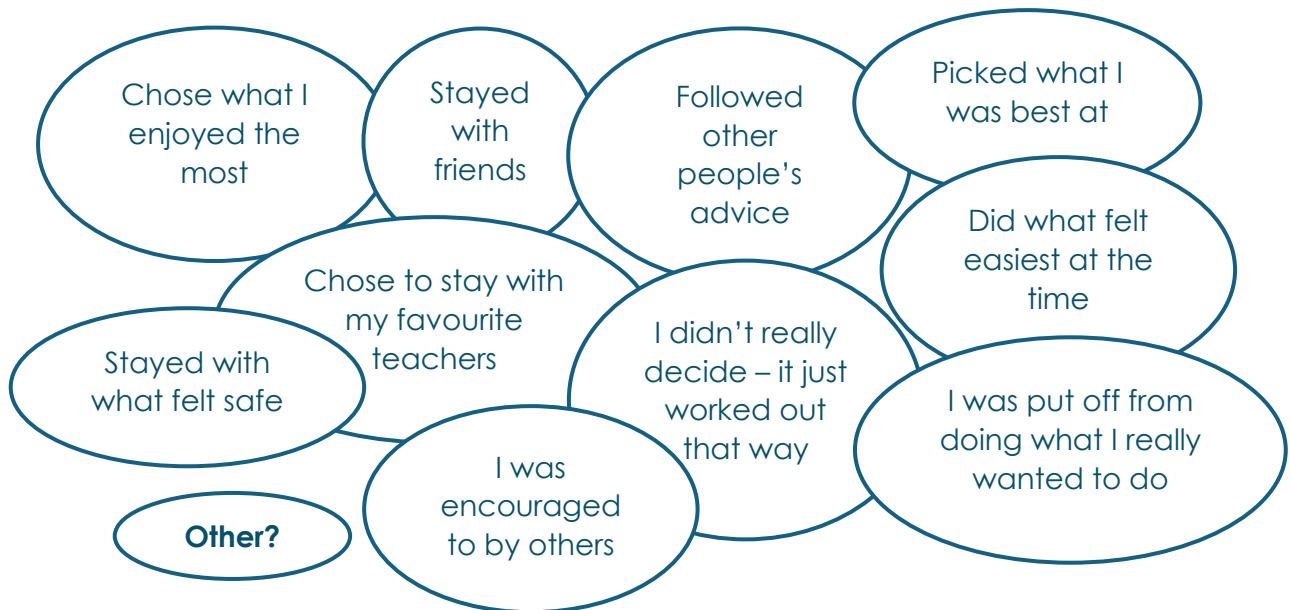 Chose what I
enjoyed the
most
Stayed
with
friends
Followed
other
people’s
advice
Picked what I
was best at
Did what felt
easiest at the
time
Chose to stay with
my favourite
teachers
I didn’t really
decide – it just
worked out
that way
Stayed with
what felt safe
I was put off from
doing what I really
wanted to do
I was
encouraged
to by others
Other?